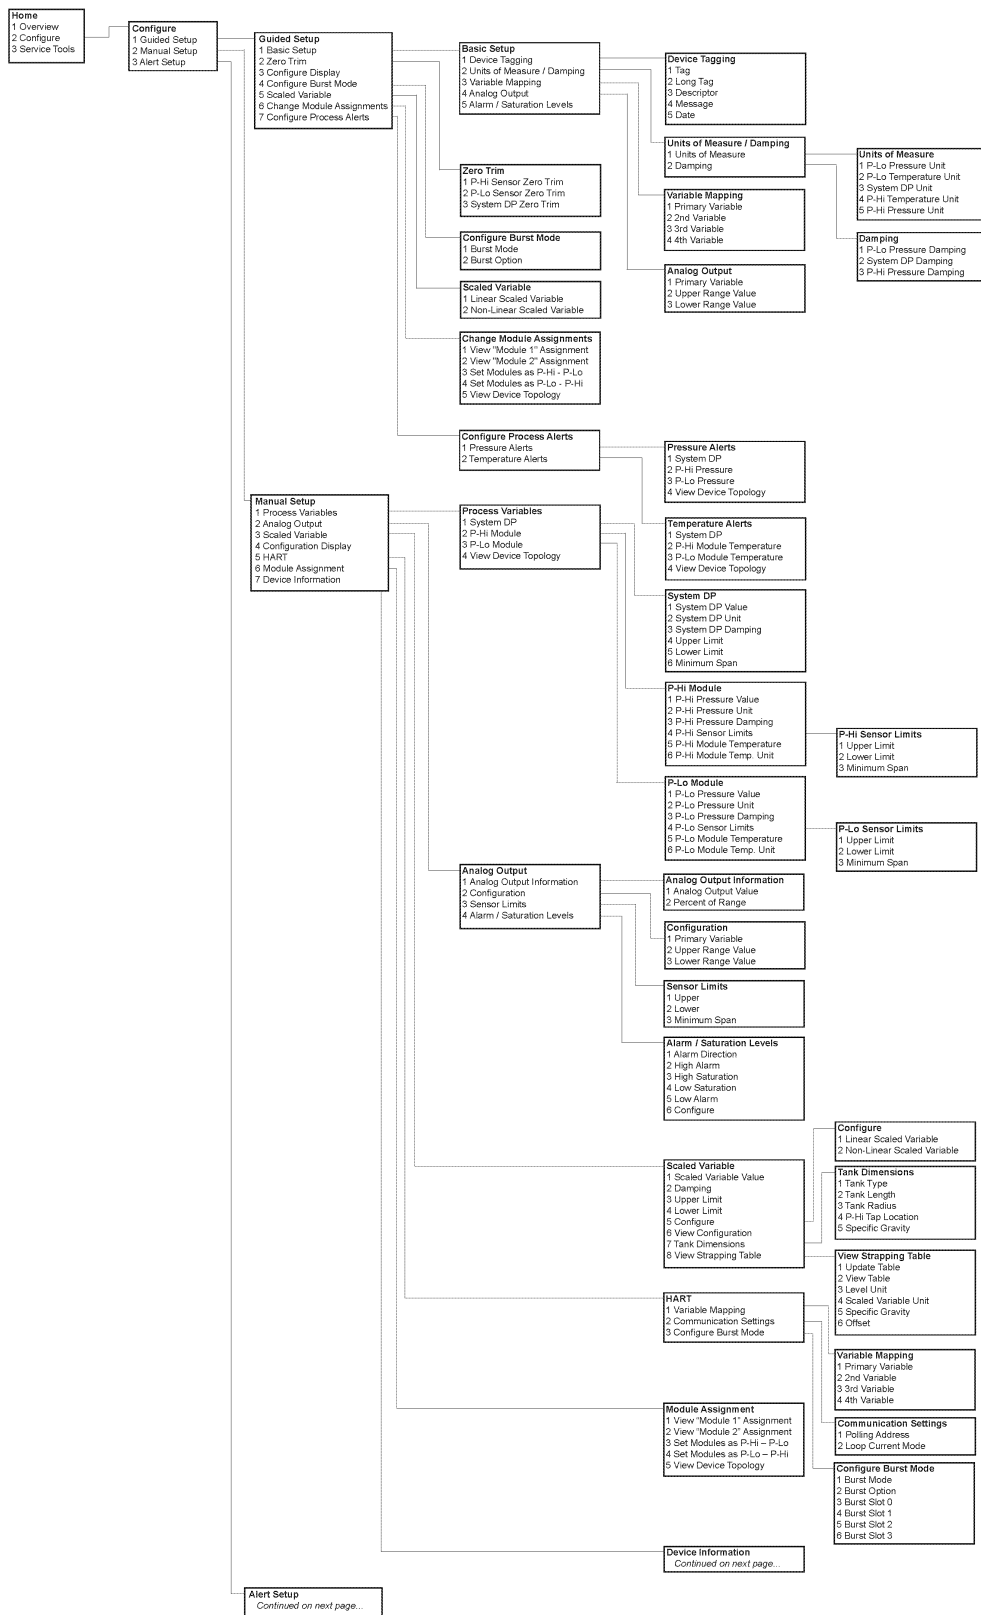 Home
1 Overview
2 Configure
3 Service Tools
Configure
1 Guided Setup
2 Manual Setup
3 Alert Setup
Guided Setup
1 Basic Setup
2 Zero Trim
3 Configure Display
4 Configure Burst Mode
5 Scaled Variable
6 Change Module Assignments
7 Configure Process Alerts
Basic Setup
1 Device Tagging
2 Units of Measure / Damping
3 Variable Mapping
4 Analog Output
5 Alarm / Saturation Levels
Device Tagging
1 Tag
2 Long Tag
3 Descriptor
4 Message
5 Date
Units of Measure / Damping
1 Units of Measure
2 Damping
Units of Measure
1 P-Lo Pressure Unit
2 P-Lo Temperature Unit
3 System DP Unit
4 P-Hi Temperature Unit
5 P-Hi Pressure Unit
Zero Trim
1 P-Hi Sensor Zero Trim
2 P-Lo Sensor Zero Trim
3 System DP Zero Trim
Variable Mapping
1 Primary Variable
2 2nd Variable
3 3rd Variable
4 4th Variable
Damping
1 P-Lo Pressure Damping
2 System DP Damping
3 P-Hi Pressure Damping
Configure Burst Mode
1 Burst Mode
2 Burst Option
Analog Output
1 Primary Variable
2 Upper Range Value
3 Lower Range Value
Scaled Variable
1 Linear Scaled Variable
2 Non-Linear Scaled Variable
Change Module Assignments
1 View "Module 1" Assignment
2 View "Module 2" Assignment
3 Set Modules as P-Hi - P-Lo
4 Set Modules as P-Lo - P-Hi
5 View Device Topology
Configure Process Alerts
1 Pressure Alerts
2 Temperature Alerts
Pressure Alerts
1 System DP
2 P-Hi Pressure
3 P-Lo Pressure
4 View Device Topology
Manual Setup
1 Process Variables
2 Analog Output
3 Scaled Variable
4 Configuration Display
5 HART
6 Module Assignment
7 Device Information
Process Variables
1 System DP
2 P-Hi Module
3 P-Lo Module
4 View Device Topology
Temperature Alerts
1 System DP
2 P-Hi Module Temperature
3 P-Lo Module Temperature
4 View Device Topology
System DP
1 System DP Value
2 System DP Unit
3 System DP Damping
4 Upper Limit
5 Lower Limit
6 Minimum Span
P-Hi Module
1 P-Hi Pressure Value
2 P-Hi Pressure Unit
3 P-Hi Pressure Damping
4 P-Hi Sensor Limits
5 P-Hi Module Temperature
6 P-Hi Module Temp. Unit
P-Hi Sensor Limits
1 Upper Limit
2 Lower Limit
3 Minimum Span
P-Lo Module
1 P-Lo Pressure Value
2 P-Lo Pressure Unit
3 P-Lo Pressure Damping
4 P-Lo Sensor Limits
5 P-Lo Module Temperature
6 P-Lo Module Temp. Unit
P-Lo Sensor Limits
1 Upper Limit
2 Lower Limit
3 Minimum Span
Analog Output
1 Analog Output Information
2 Configuration
3 Sensor Limits
4 Alarm / Saturation Levels
Analog Output Information
1 Analog Output Value
2 Percent of Range
Configuration
1 Primary Variable
2 Upper Range Value
3 Lower Range Value
Sensor Limits
1 Upper
2 Lower
3 Minimum Span
Alarm / Saturation Levels
1 Alarm Direction
2 High Alarm
3 High Saturation
4 Low Saturation
5 Low Alarm
6 Configure
Configure
1 Linear Scaled Variable
2 Non-Linear Scaled Variable
Scaled Variable
1 Scaled Variable Value
2 Damping
3 Upper Limit
4 Lower Limit
5 Configure
6 View Configuration
7 Tank Dimensions
8 View Strapping Table
Tank Dimensions
1 Tank Type
2 Tank Length
3 Tank Radius
4 P-Hi Tap Location
5 Specific Gravity
View Strapping Table
1 Update Table
2 View Table
3 Level Unit
4 Scaled Variable Unit
5 Specific Gravity
6 Offset
HART
1 Variable Mapping
2 Communication Settings
3 Configure Burst Mode
Variable Mapping
1 Primary Variable
2 2nd Variable
3 3rd Variable
4 4th Variable
Module Assignment
1 View "Module 1" Assignment
2 View "Module 2" Assignment
3 Set Modules as P-Hi – P-Lo
4 Set Modules as P-Lo – P-Hi
5 View Device Topology
Communication Settings
1 Polling Address
2 Loop Current Mode
Configure Burst Mode
1 Burst Mode
2 Burst Option
3 Burst Slot 0
4 Burst Slot 1
5 Burst Slot 2
6 Burst Slot 3
Device Information
Continued on next page...
Alert Setup
Continued on next page...